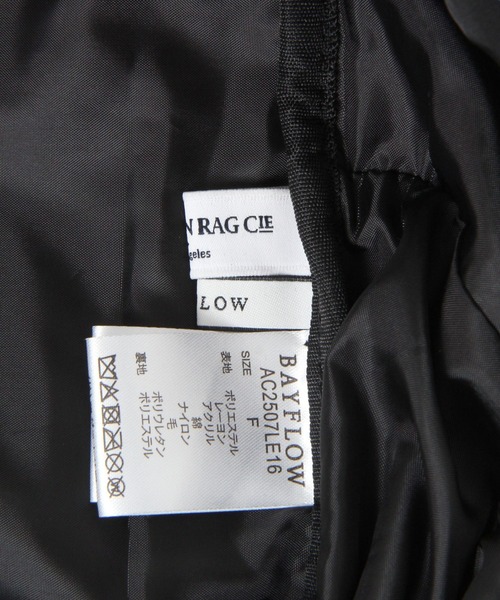 N RAG CIE
geles
LOW
BAYFLOW
AC2507LE16
SIZE F
表地 ポリエステル
レーヨン
アクリル
綿
毛
ナイロン
裏地 ポリウレタン
ポリエステル